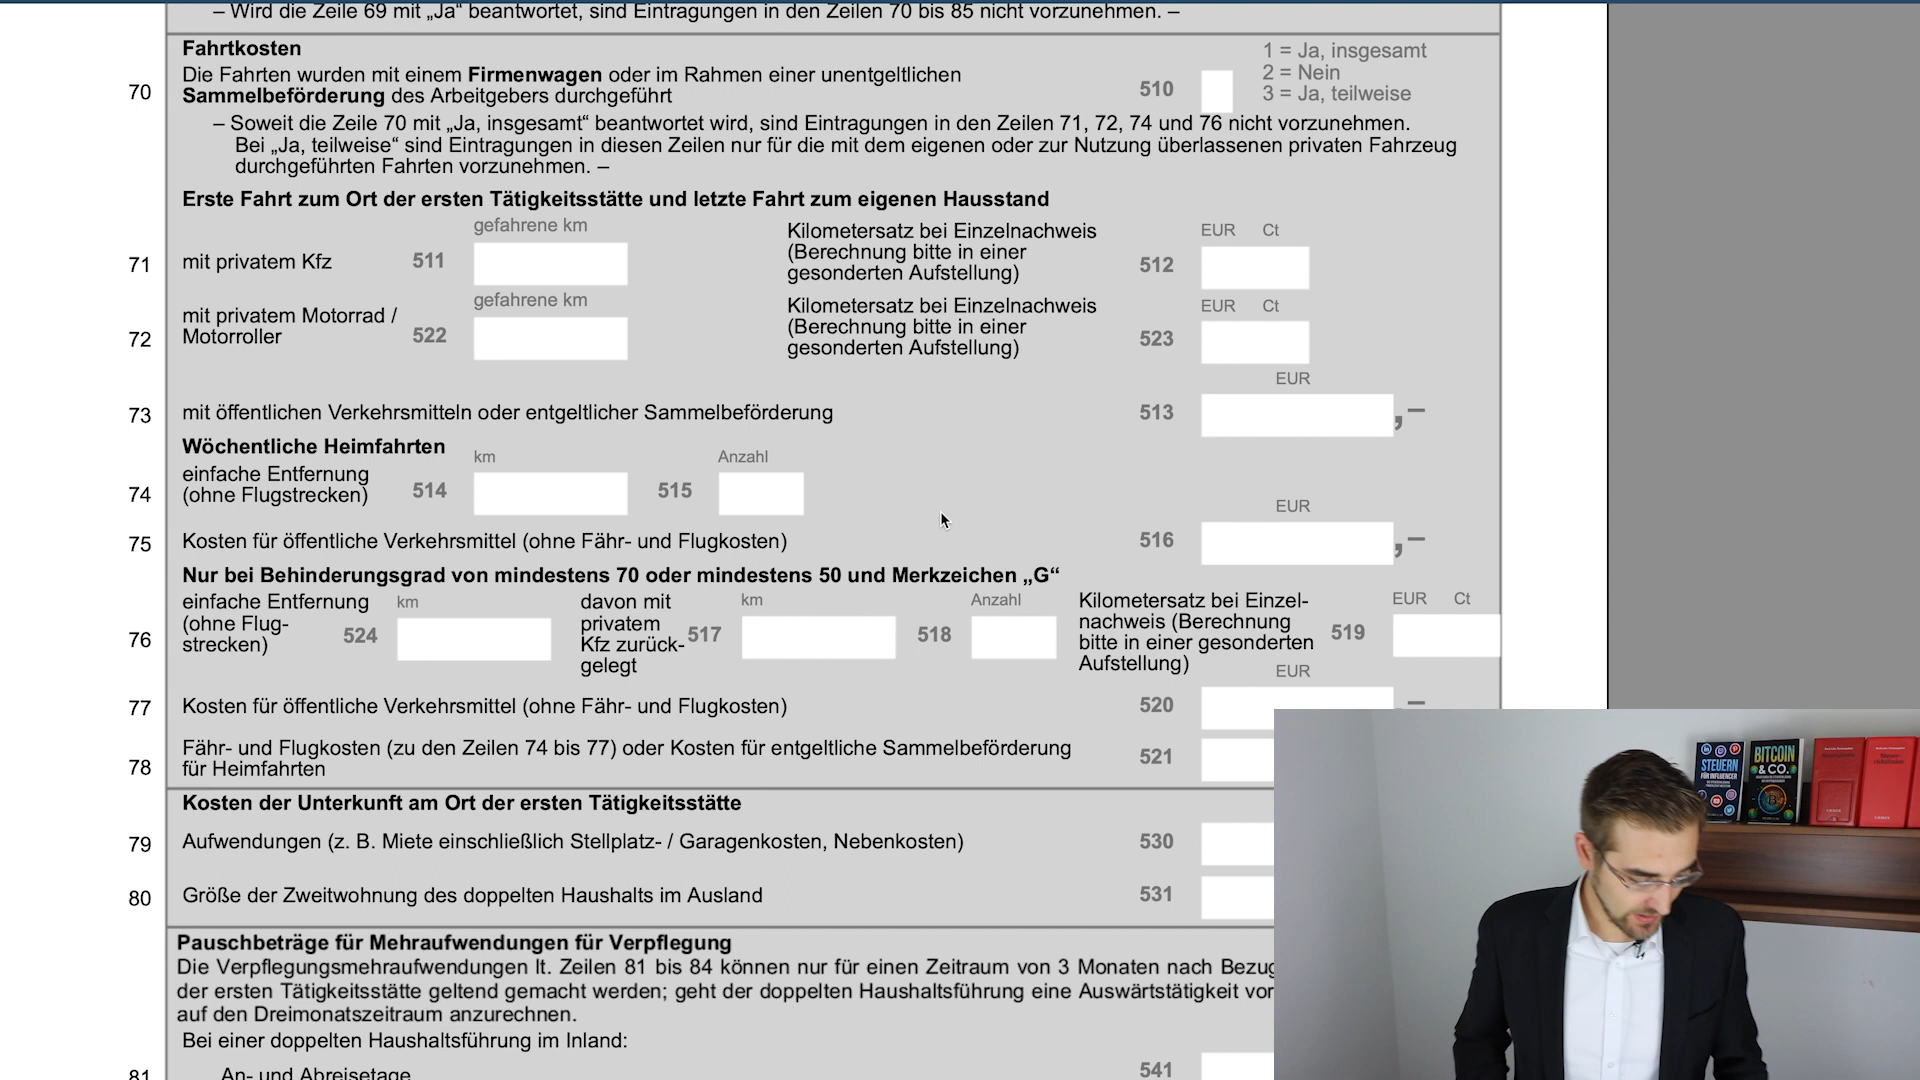 – Wird die Zeile 69 mit „Ja“ beantwortet, sind Eintragungen in den Zeilen 70 bis 85 nicht vorzunehmen. –
Fahrtkosten
1 = Ja, insgesamt
70 Die Fahrten wurden mit einem Firmenwagen oder im Rahmen einer unentgeltlichen
Sammelbeförderung des Arbeitgebers durchgeführt 510
2 = Nein
3 = Ja, teilweise
– Soweit die Zeile 70 mit „Ja, insgesamt“ beantwortet wird, sind Eintragungen in den Zeilen 71, 72, 74 und 76 nicht vorzunehmen.
Bei „Ja, teilweise“ sind Eintragungen in diesen Zeilen nur für die mit dem eigenen oder zur Nutzung überlassenen privaten Fahrzeug
durchgeführten Fahrten vorzunehmen. –
Erste Fahrt zum Ort der ersten Tätigkeitsstätte und letzte Fahrt zum eigenen Hausstand
gefahrene km
71 mit privatem Kfz 511
Kilometersatz bei Einzelnachweis
(Berechnung bitte in einer
gesonderten Aufstellung)
EUR Ct
512
gefahrene km
72 mit privatem Motorrad /
Motorroller 522
Kilometersatz bei Einzelnachweis
(Berechnung bitte in einer
gesonderten Aufstellung)
EUR Ct
523
EUR
73 mit öffentlichen Verkehrsmitteln oder entgeltlicher Sammelbeförderung 513 ,–
Wöchentliche Heimfahrten
km Anzahl
74 einfache Entfernung
(ohne Flugstrecken) 514 515
EUR
75 Kosten für öffentliche Verkehrsmittel (ohne Fähr- und Flugkosten) 516 ,–
Nur bei Behinderungsgrad von mindestens 70 oder mindestens 50 und Merkzeichen „G“
76 einfache Entfernung
(ohne Flug-
strecken)
km
524
davon mit
privatem
Kfz zurück-
gelegt
km
517
Anzahl
518
Kilometersatz bei Einzel-
nachweis (Berechnung
bitte in einer gesonderten
Aufstellung)
EUR Ct
519
EUR
77 Kosten für öffentliche Verkehrsmittel (ohne Fähr- und Flugkosten) 520 –
78 Fähr- und Flugkosten (zu den Zeilen 74 bis 77) oder Kosten für entgeltliche Sammelbeförderung
für Heimfahrten 521
Kosten der Unterkunft am Ort der ersten Tätigkeitsstätte
79 Aufwendungen (z. B. Miete einschließlich Stellplatz- / Garagenkosten, Nebenkosten) 530
80 Größe der Zweitwohnung des doppelten Haushalts im Ausland 531
Pauschbeträge für Mehraufwendungen für Verpflegung
Die Verpflegungsmehraufwendungen lt. Zeilen 81 bis 84 können nur für einen Zeitraum von 3 Monaten nach Bezug
der ersten Tätigkeitsstätte geltend gemacht werden; geht der doppelten Haushaltsführung eine Auswärtstätigkeit vor
auf den Dreimonatszeitraum anzurechnen.
Bei einer doppelten Haushaltsführung im Inland:
81 An- und Abreisetage 541
STEUERN
FÜR INFLUENCER
BITCOIN
& CO.